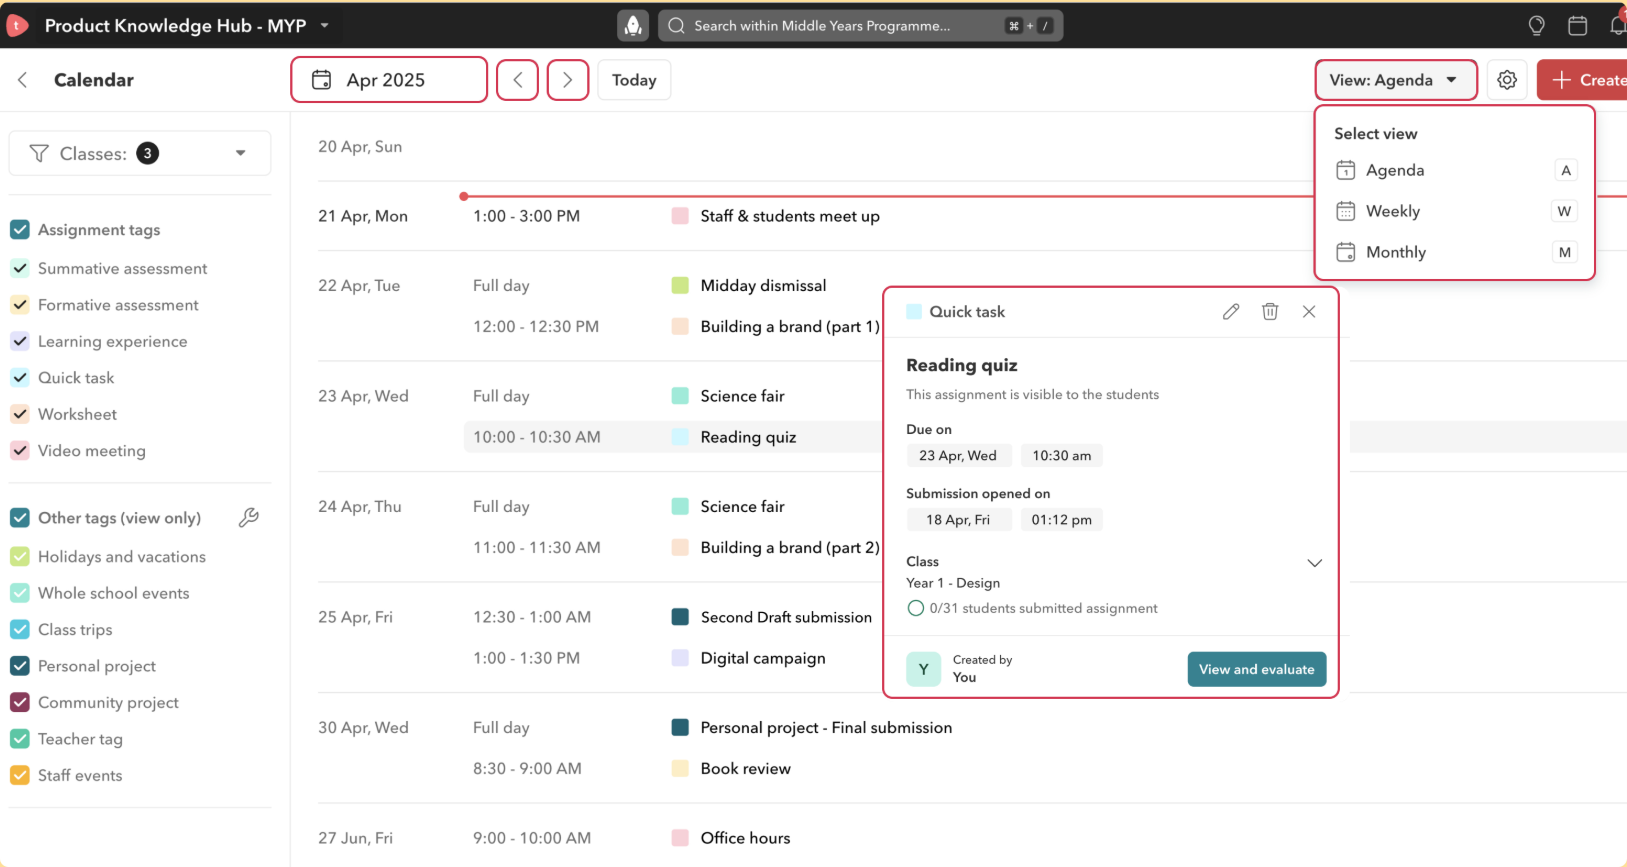 Product Knowledge Hub - MYP
Search within Middle Years Programme... ⌘ + /
Calendar
Apr 2025
Today
View: Agenda
Create
Classes: 3
Assignment tags
Summative assessment
Formative assessment
Learning experience
Quick task
Worksheet
Video meeting
Other tags (view only)
Holidays and vacations
Whole school events
Class trips
Personal project
Community project
Teacher tag
Staff events
20 Apr, Sun
21 Apr, Mon 1:00 - 3:00 PM Staff & students meet up
22 Apr, Tue Full day Midday dismissal
12:00 - 12:30 PM Building a brand (part 1)
23 Apr, Wed Full day Science fair
10:00 - 10:30 AM Reading quiz
24 Apr, Thu Full day Science fair
11:00 - 11:30 AM Building a brand (part 2)
25 Apr, Fri 12:30 - 1:00 AM Second Draft submission
1:00 - 1:30 PM Digital campaign
30 Apr, Wed Full day Personal project - Final submission
8:30 - 9:00 AM Book review
27 Jun, Fri 9:00 - 10:00 AM Office hours
Select view
Agenda A
Weekly W
Monthly M
Quick task
Reading quiz
This assignment is visible to the students
Due on
23 Apr, Wed 10:30 am
Submission opened on
18 Apr, Fri 01:12 pm
Class
Year 1 - Design
0/31 students submitted assignment
Y
Created by
You
View and evaluate